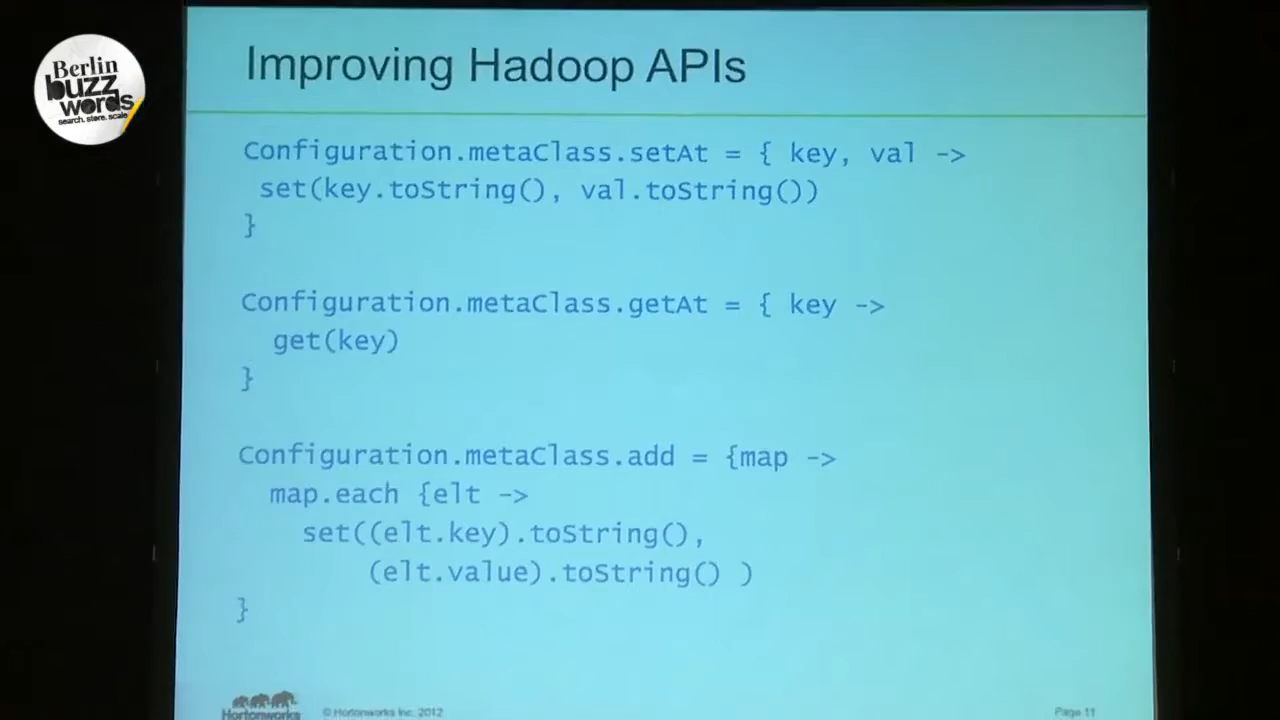 Berlin
buzz
words
search. store. scale
Improving Hadoop APIs
Configuration.metaClass.setAt = { key, val ->
set(key.toString(), val.toString())
}
Configuration.metaClass.getAt = { key ->
get(key)
}
Configuration.metaClass.add = {map ->
map.each {elt ->
set((elt.key).toString(),
(elt.value).toString() )
}
Hortonworks
© Hortonworks Inc. 2012
Page 11